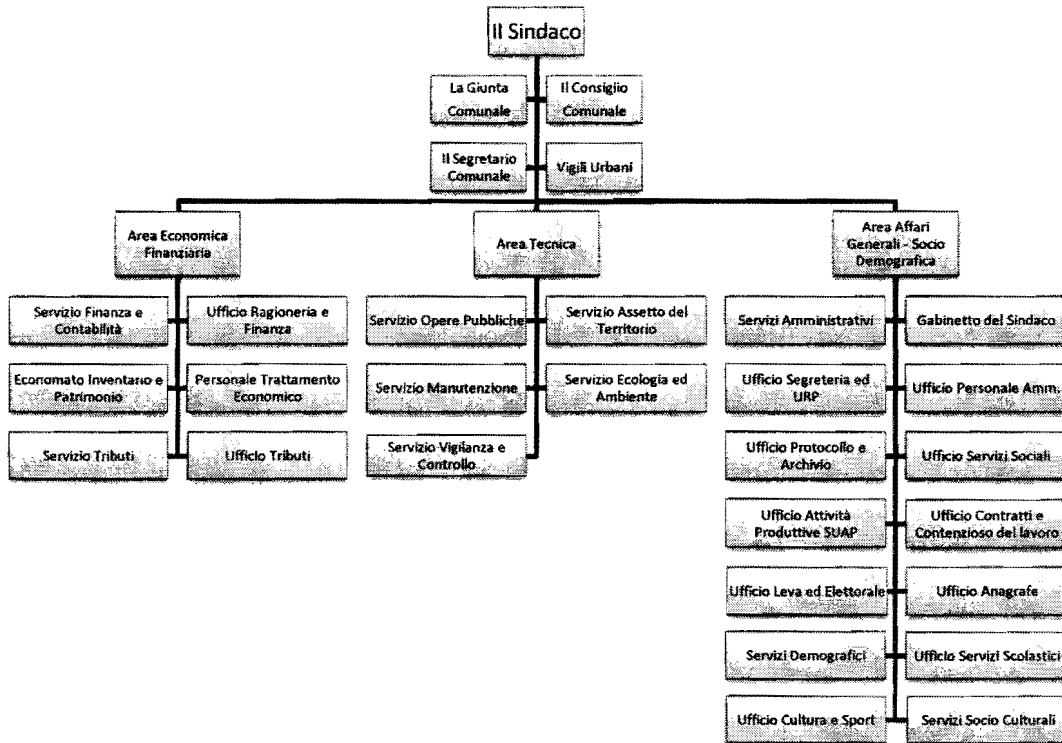 Il Sindaco
La Giunta
Comunale
Il Consiglio
Comunale
Il Segretario
Comunale
Vigili Urbani
Area Economica
Finanziaria
Area Tecnica
Area Affari
Generali - Socio
Demografica
Servizio Finanza e
Contabilità
Ufficio Ragioneria e
Finanza
Economato Inventario e
Patrimonio
Personale Trattamento
Economico
Servizio Tributi
Ufficio Tributi
Servizio Opere Pubbliche
Servizio Assetto del
Territorio
Servizio Manutenzione
Servizio Ecologia ed
Ambiente
Servizio Vigilanza e
Controllo
Servizi Amministrativi
Gabinetto del Sindaco
Ufficio Segreteria ed
URP
Ufficio Personale Amm.
Ufficio Protocollo e
Archivio
Ufficio Servizi Sociali
Ufficio Attività
Produttive SUAP
Ufficio Contratti e
Contenzioso del lavoro
Ufficio Leva ed Elettorale
Ufficio Anagrafe
Servizi Demografici
Ufficio Servizi Scolastici
Ufficio Cultura e Sport
Servizi Socio Culturali